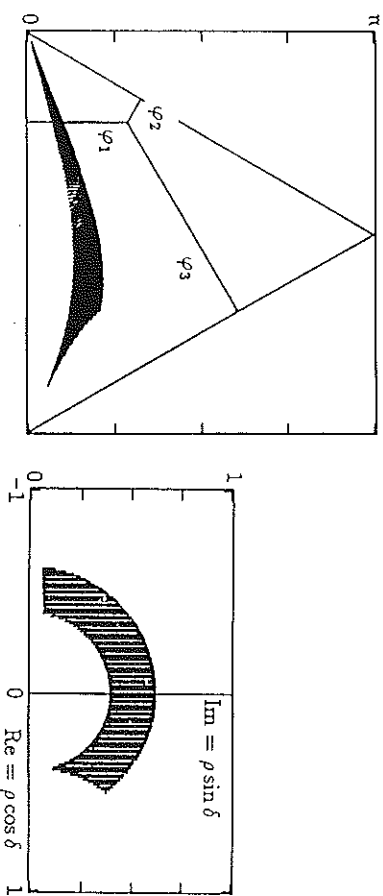 π
0
φ₂
φ₁
φ₃
1
0
-1
0
1
Im = ρ sin δ
Re = ρ cos δ